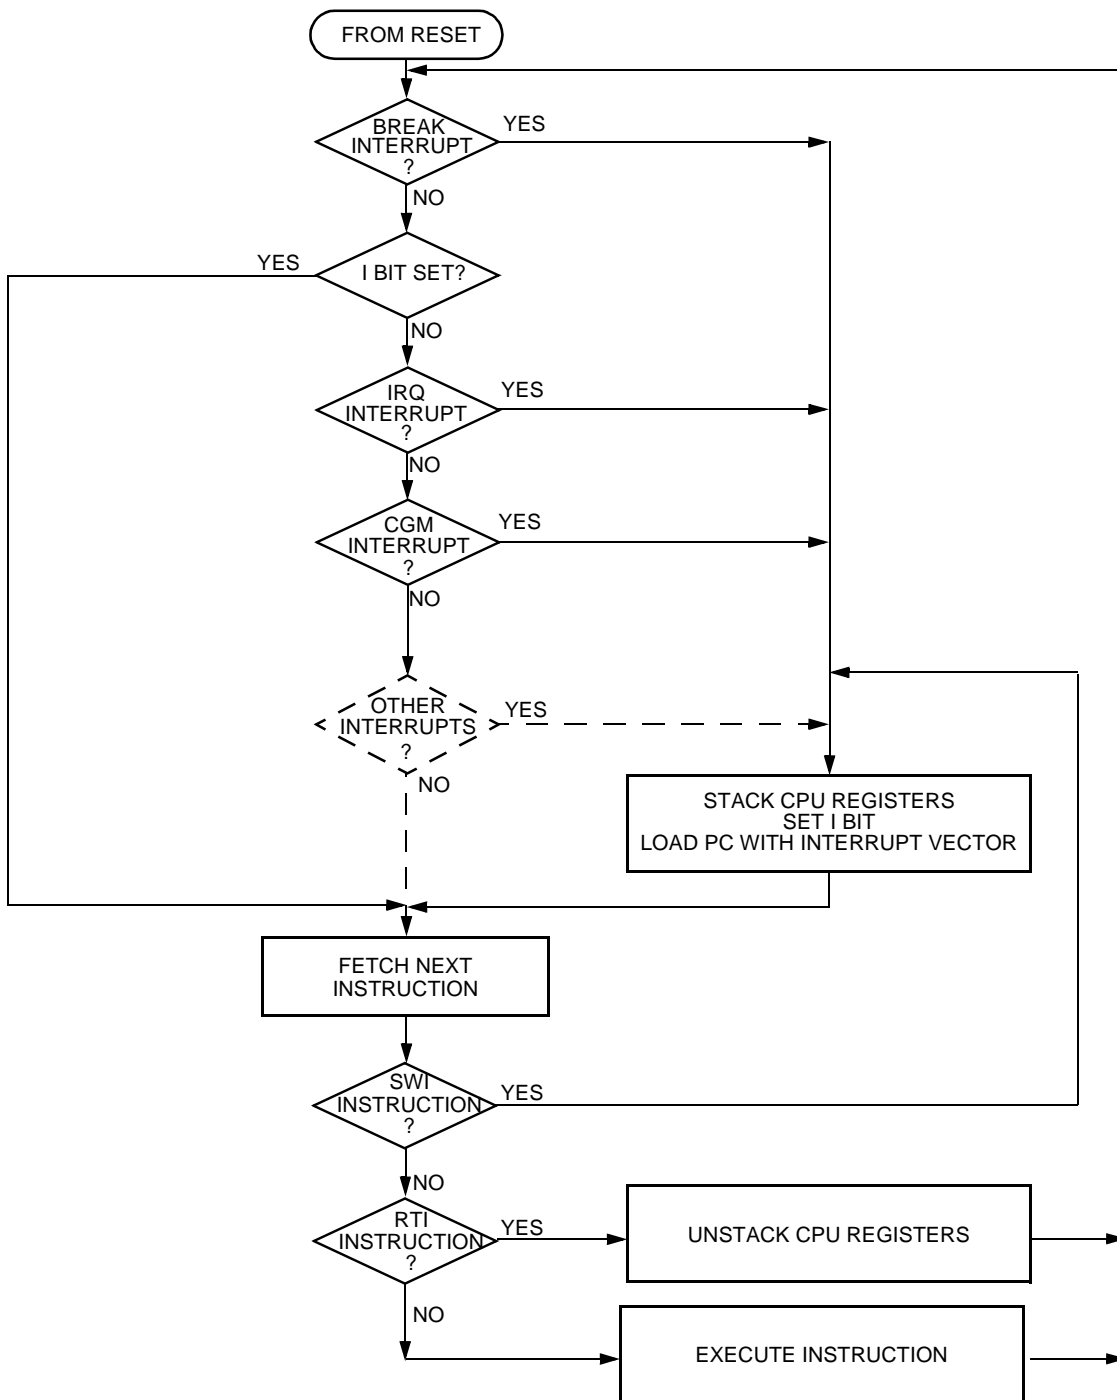 FROM RESET
BREAK
INTERRUPT
?
YES
NO
I BIT SET?
YES
NO
IRQ
INTERRUPT
?
YES
NO
CGM
INTERRUPT
?
YES
NO
OTHER
INTERRUPTS
?
YES
NO
STACK CPU REGISTERS
SET I BIT
LOAD PC WITH INTERRUPT VECTOR
FETCH NEXT
INSTRUCTION
SWI
INSTRUCTION
?
YES
NO
RTI
INSTRUCTION
?
YES
UNSTACK CPU REGISTERS
NO
EXECUTE INSTRUCTION